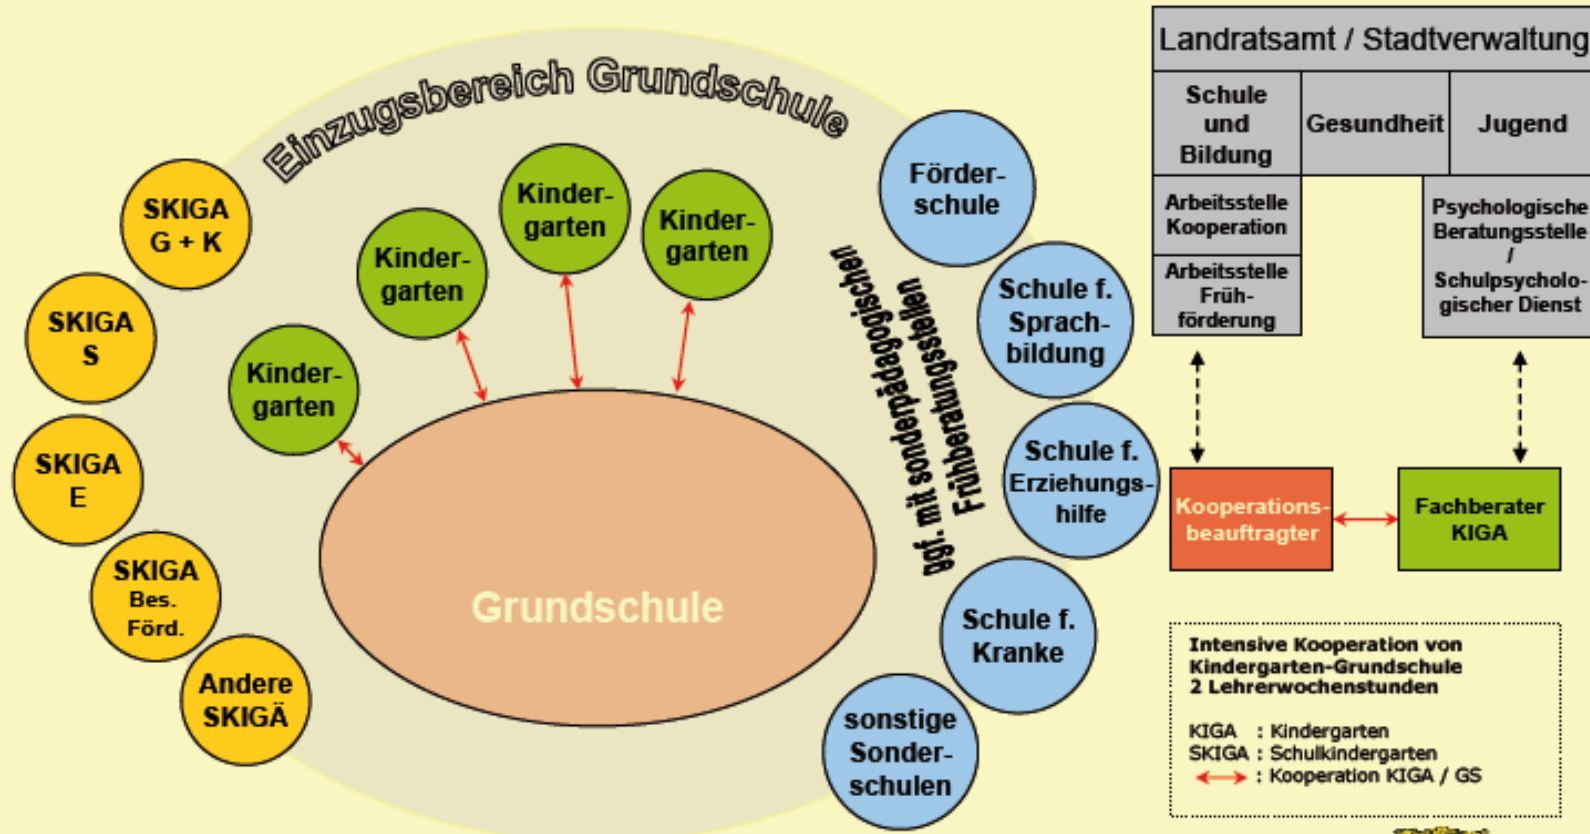 Einzugsbereich Grundschule
SKIGA
G + K
SKIGA
S
SKIGA
E
SKIGA
Bes.
Förd.
Andere
SKIGÄ
Kinder-
garten
Kinder-
garten
Kinder-
garten
Kinder-
garten
Grundschule
ggf. mit sonderpädagogischen
Frühberatungsstellen
Förder-
schule
Schule f.
Sprach-
bildung
Schule f.
Erziehungs-
hilfe
Schule f.
Kranke
sonstige
Sonder-
schulen
Landratsamt / Stadtverwaltung
Schule
und
Bildung
Gesundheit
Jugend
Arbeitsstelle
Kooperation
Arbeitsstelle
Früh-
förderung
Psychologische
Beratungsstelle
/
Schulpsycholo-
gischer Dienst
Kooperations-
beauftragter
Fachberater
KIGA
Intensive Kooperation von
Kindergarten-Grundschule
2 Lehrerwochenstunden
KIGA : Kindergarten
SKIGA : Schulkindergarten
: Kooperation KIGA / GS